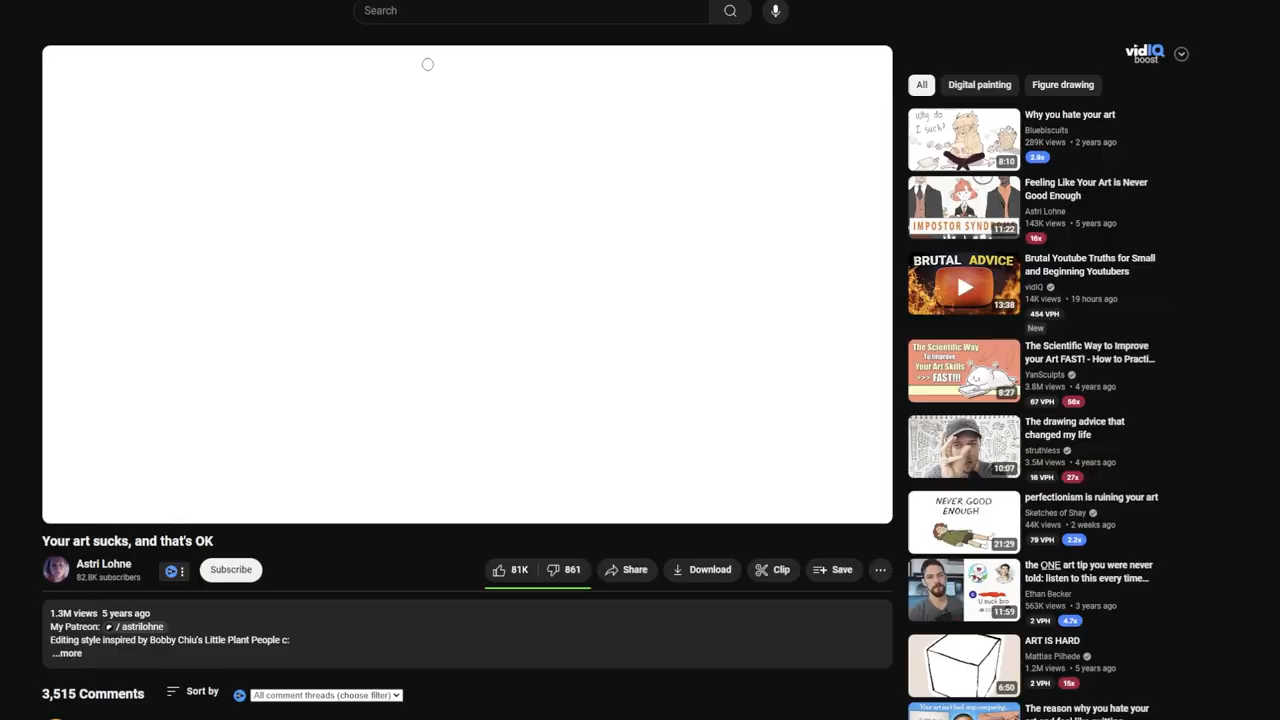 Search
vidIQ
boost
All
Digital painting
Figure drawing
Why do
I suck?
8:10
Why you hate your art
Bluebiscuits
289K views • 2 years ago
2.9x
IMPOSTOR SYNDROME
11:22
Feeling Like Your Art is Never
Good Enough
Astri Lohne
143K views • 5 years ago
16x
BRUTAL ADVICE
13:38
Brutal Youtube Truths for Small
and Beginning Youtubers
vidIQ
14K views • 19 hours ago
454 VPH
New
The Scientific Way
To Improve
Your Art Skills
>>> FAST!!!
8:27
The Scientific Way to Improve
your Art FAST! - How to Practi...
YanSculpts
3.8M views • 4 years ago
67 VPH
56x
10:07
The drawing advice that
changed my life
struthless
3.5M views • 4 years ago
16 VPH
27x
NEVER GOOD
ENOUGH
21:29
perfectionism is ruining your art
Sketches of Shay
44K views • 2 weeks ago
79 VPH
2.2x
U suck bro
11:59
the ONE art tip you were never
told: listen to this every time...
Ethan Becker
563K views • 3 years ago
2 VPH
4.7x
6:50
ART IS HARD
Mattias Pilhede
1.2M views • 5 years ago
2 VPH
15x
The reason why you hate your
Your art sucks, and that's OK
Astri Lohne
82.8K subscribers
Subscribe
81K
861
Share
Download
Clip
Save
1.3M views 5 years ago
My Patreon: / astrilohne
Editing style inspired by Bobby Chiu's Little Plant People c:
...more
3,515 Comments
Sort by
All comment threads (choose filter)